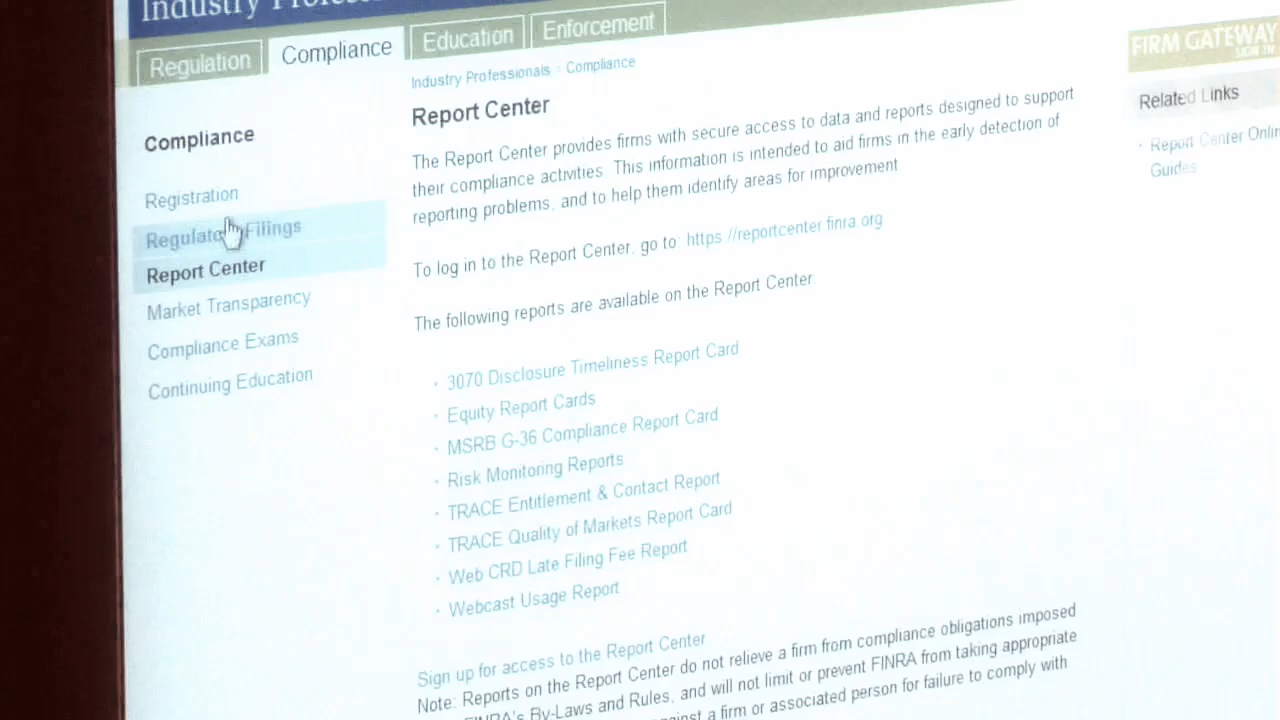 Industry
Regulation
Compliance
Education
Enforcement
FIRM GATEWAY
SIGN IN
Industry Professionals > Compliance
Compliance
Registration
Filings
Report Center
Market Transparency
Compliance Exams
Continuing Education
Report Center
The Report Center provides firms with secure access to data and reports designed to support
their compliance activities. This information is intended to aid firms in the early detection of
reporting problems, and to help them identify areas for improvement
To log in to the Report Center, go to: https://reportcenter.finra.org
The following reports are available on the Report Center
· 3070 Disclosure Timeliness Report Card
· Equity Report Cards
· MSRB G-36 Compliance Report Card
· Risk Monitoring Reports
· TRACE Entitlement & Contact Report
· TRACE Quality of Markets Report Card
· Web CRD Late Filing Fee Report
· Webcast Usage Report
Sign up for access to the Report Center
Note: Reports on the Report Center do not relieve a firm from compliance obligations imposed
FINRA's By-Laws and Rules, and will not limit or prevent FINRA from taking appropriate
a firm or associated person for failure to comply with
Related Links
· Report Center
Guides